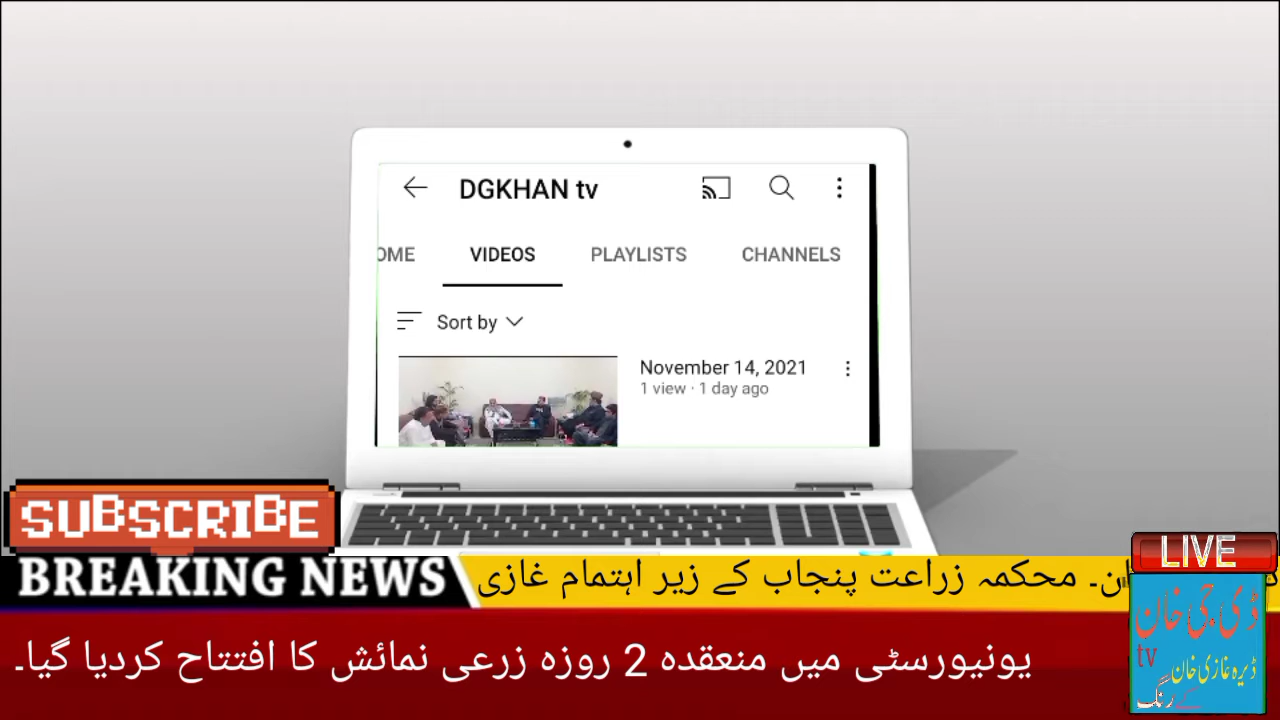 DGKHAN tv
OME VIDEOS PLAYLISTS CHANNELS
Sort by
November 14, 2021
1 view · 1 day ago
SUBSCRIBE
BREAKING NEWS
محکمہ زراعت پنجاب کے زیر اہتمام غازی
یونیورسٹی میں منعقدہ 2 روزہ زرعی نمائش کا افتتاح کردیا گیا۔
LIVE
ڈی جی خان
tv
ڈیرہ غازی خان
کے رنگ